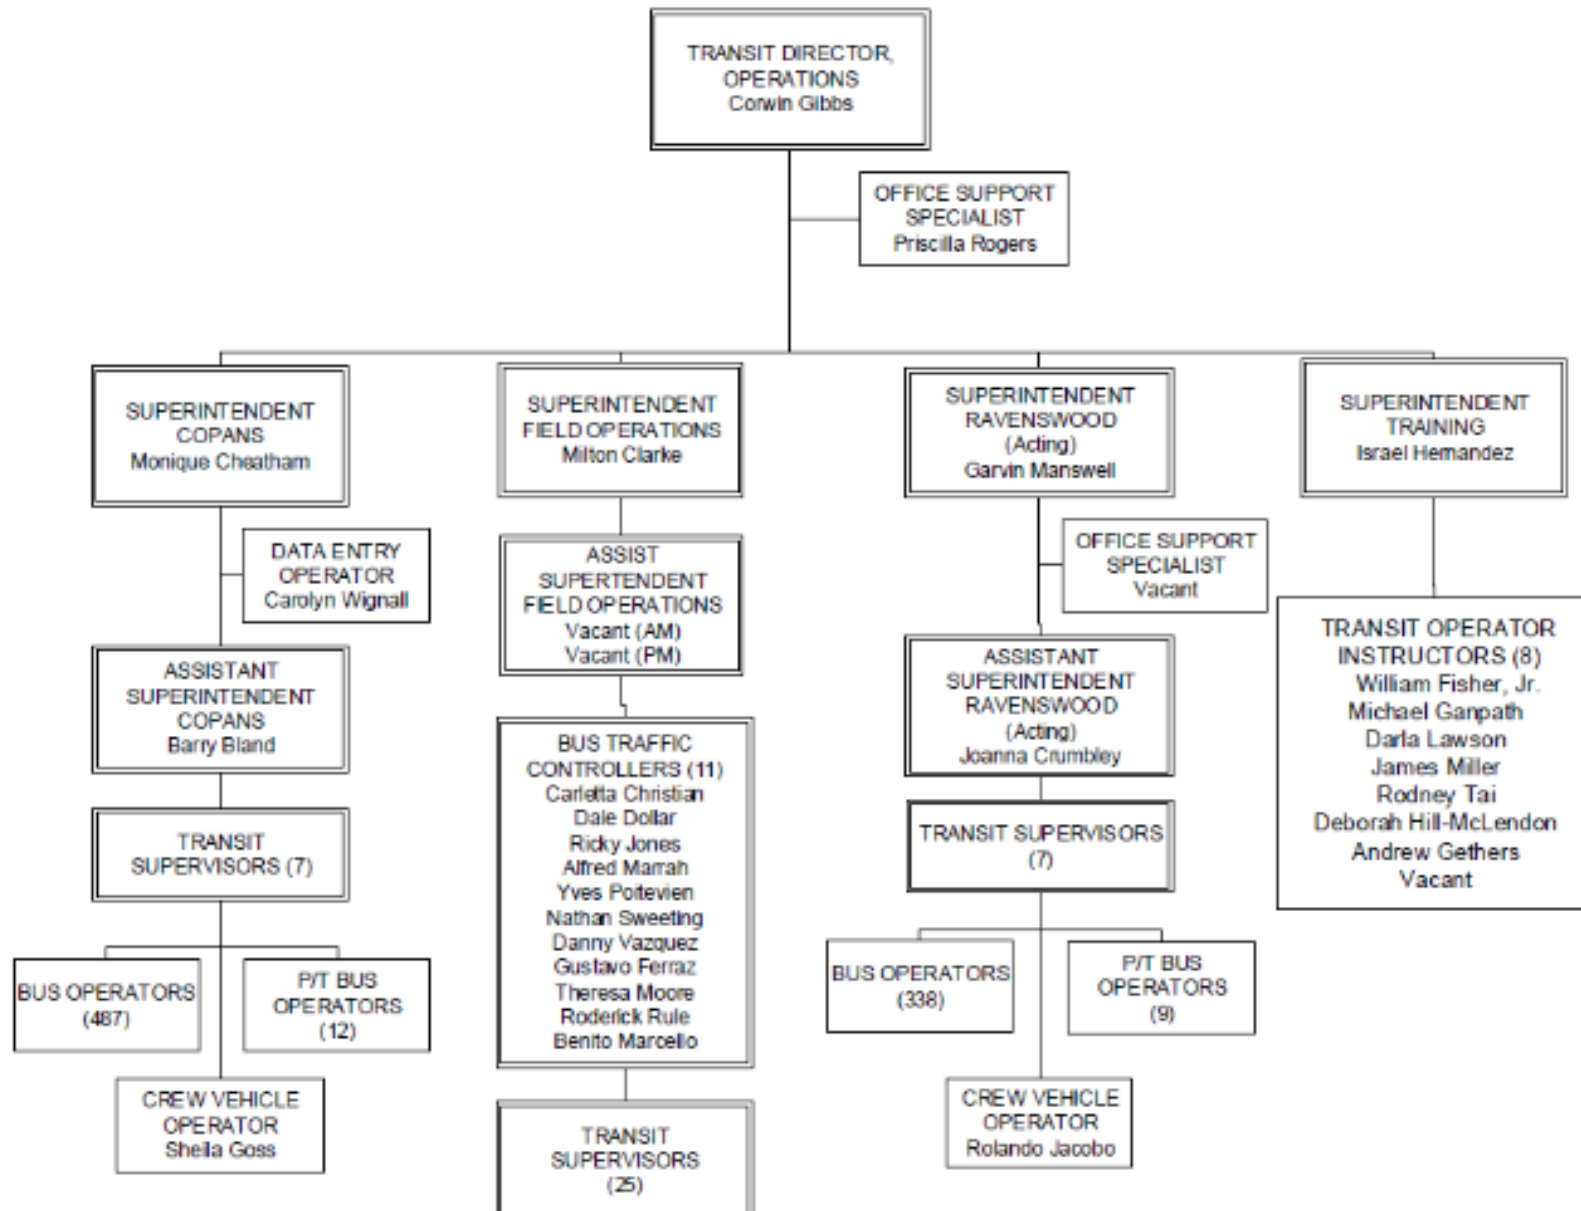 TRANSIT DIRECTOR,
OPERATIONS
Corwin Gibbs
OFFICE SUPPORT
SPECIALIST
Priscilla Rogers
SUPERINTENDENT
COPANS
Monique Cheatham
DATA ENTRY
OPERATOR
Carolyn Wignall
ASSISTANT
SUPERINTENDENT
COPANS
Barry Bland
TRANSIT
SUPERVISORS (7)
BUS OPERATORS
(487)
P/T BUS
OPERATORS
(12)
CREW VEHICLE
OPERATOR
Sheila Goss
SUPERINTENDENT
FIELD OPERATIONS
Milton Clarke
ASSIST
SUPERTENDENT
FIELD OPERATIONS
Vacant (AM)
Vacant (PM)
BUS TRAFFIC
CONTROLLERS (11)
Carletta Christian
Dale Dollar
Ricky Jones
Alfred Marrah
Yves Poitevien
Nathan Sweeting
Danny Vazquez
Gustavo Ferraz
Theresa Moore
Roderick Rule
Benito Marcello
TRANSIT
SUPERVISORS
(25)
SUPERINTENDENT
RAVENSWOOD
(Acting)
Garvin Manswell
OFFICE SUPPORT
SPECIALIST
Vacant
ASSISTANT
SUPERINTENDENT
RAVENSWOOD
(Acting)
Joanna Crumbley
TRANSIT SUPERVISORS
(7)
BUS OPERATORS
(338)
P/T BUS
OPERATORS
(9)
CREW VEHICLE
OPERATOR
Rolando Jacobo
SUPERINTENDENT
TRAINING
Israel Hernandez
TRANSIT OPERATOR
INSTRUCTORS (8)
William Fisher, Jr.
Michael Ganpath
Darla Lawson
James Miller
Rodney Tai
Deborah Hill-McLendon
Andrew Gethers
Vacant